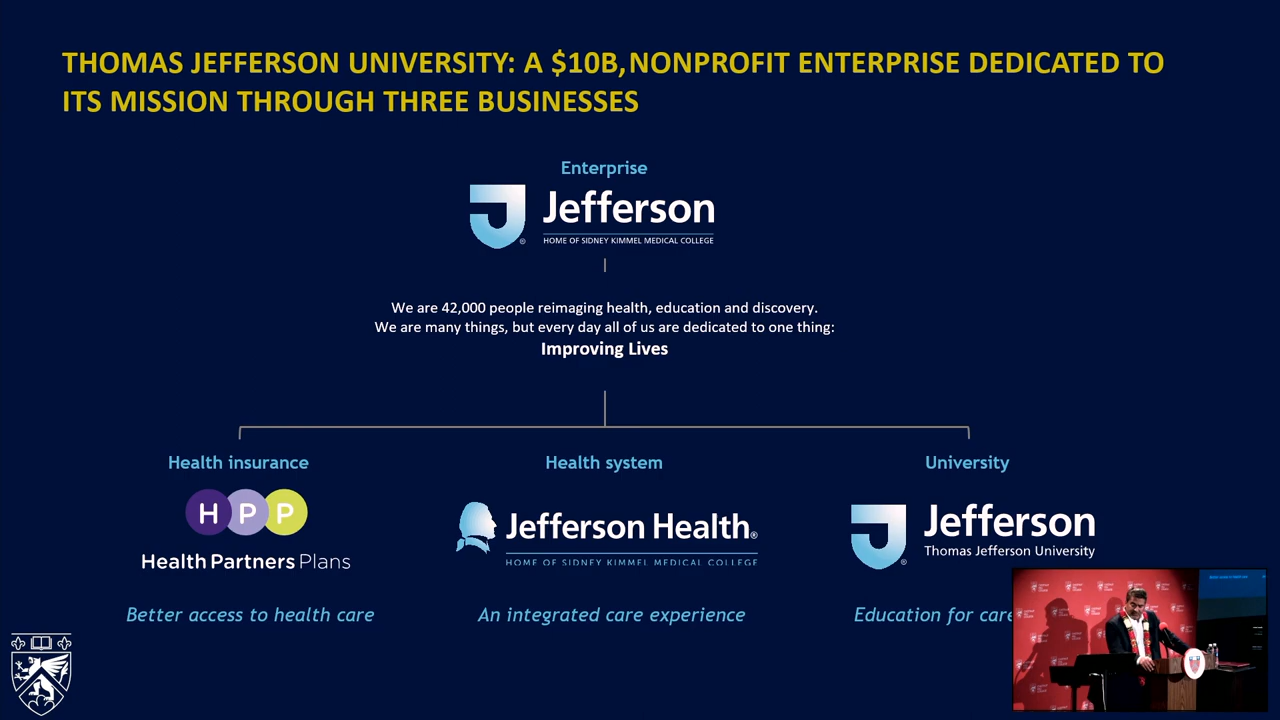 THOMAS JEFFERSON UNIVERSITY: A $10B, NONPROFIT ENTERPRISE DEDICATED TO
ITS MISSION THROUGH THREE BUSINESSES
Enterprise
Jefferson
HOME OF SIDNEY KIMMEL MEDICAL COLLEGE
We are 42,000 people reimaging health, education and discovery.
We are many things, but every day all of us are dedicated to one thing:
Improving Lives
Health insurance
HPP
Health Partners Plans
Better access to health care
Health system
Jefferson Health®
HOME OF SIDNEY KIMMEL MEDICAL COLLEGE
An integrated care experience
University
Jefferson
Thomas Jefferson University
Education for care